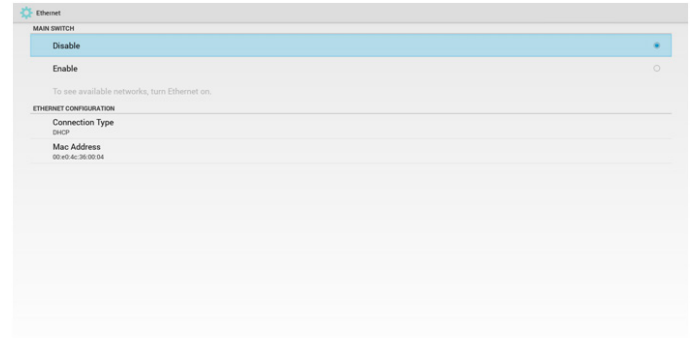 Ethernet
MAIN SWITCH
Disable
Enable
To see available networks, turn Ethernet on.
ETHERNET CONFIGURATION
Connection Type
DHCP
Mac Address
00:e0:4c:36:00:04